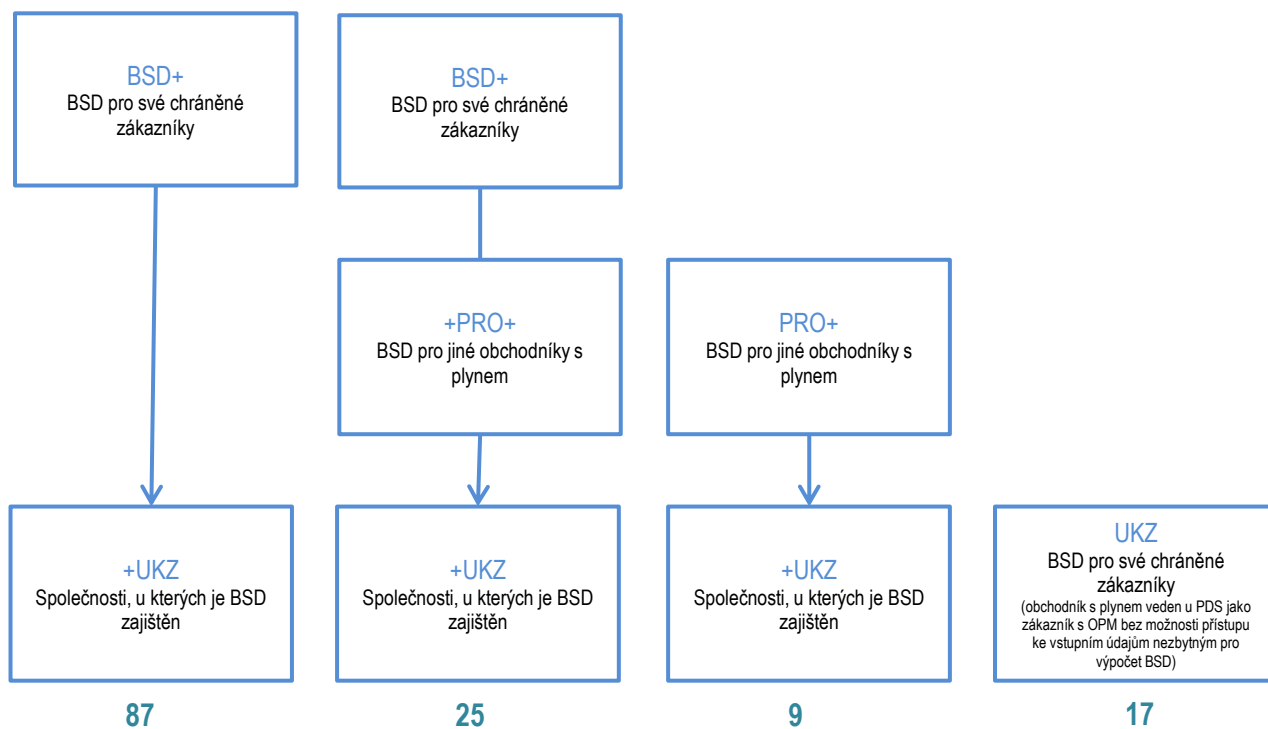 BSD+
BSD pro své chráněné
zákazníky
BSD+
BSD pro své chráněné
zákazníky
+PRO+
BSD pro jiné obchodníky s
plynem
PRO+
BSD pro jiné obchodníky s
plynem
+UKZ
Společnosti, u kterých je BSD
zajištěn
+UKZ
Společnosti, u kterých je BSD
zajištěn
+UKZ
Společnosti, u kterých je BSD
zajištěn
UKZ
BSD pro své chráněné
zákazníky
(obchodník s plynem veden u PDS jako
zákazník s OPM bez možnosti přístupu
ke vstupním údajům nezbytným pro
výpočet BSD)
87
25
9
17